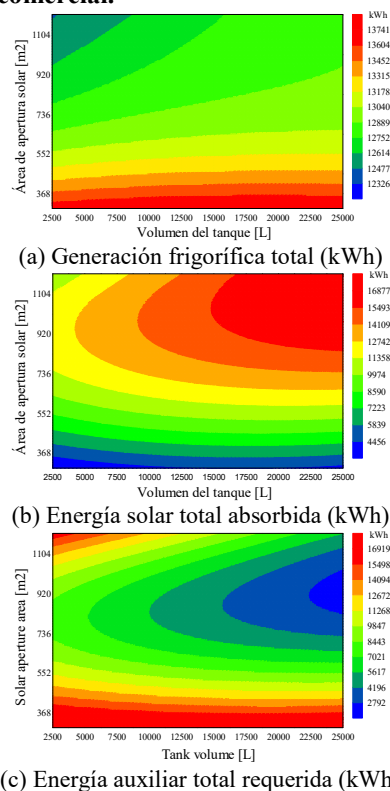 comercial.
kWh
13741
13604
13452
13315
13178
13040
12889
12752
12614
12477
12326
Área de apertura solar [m2]
1104
920
736
552
368
2500 5000 7500 10000 12500 15000 17500 20000 22500 25000
Volumen del tanque [L]
(a) Generación frigorífica total (kWh)
kWh
16877
15493
14109
12742
11358
9974
8590
7223
5839
4456
Área de apertura solar [m2]
1104
920
736
552
368
2500 5000 7500 10000 12500 15000 17500 20000 22500 25000
Volumen del tanque [L]
(b) Energía solar total absorbida (kWh)
kWh
16919
15498
14094
12672
11268
9847
8443
7021
5617
4196
2792
Solar aperture area [m2]
1104
920
736
552
368
2500 5000 7500 10000 12500 15000 17500 20000 22500 25000
Tank volume [L]
(c) Energía auxiliar total requerida (kWh